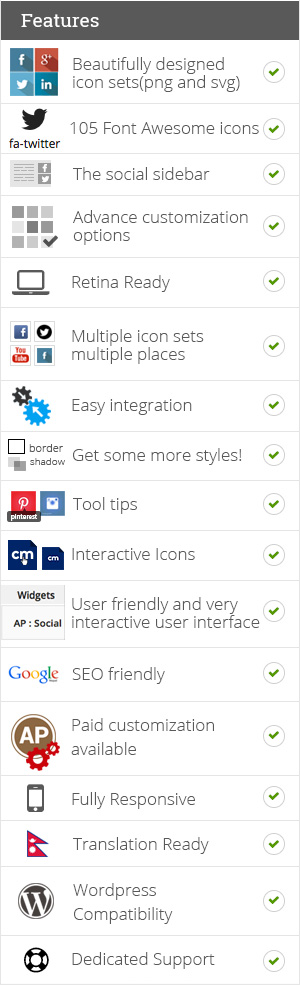 Features
Beautifully designed
icon sets(png and svg)
fa-twitter
105 Font Awesome icons
The social sidebar
Advance customization
options
Retina Ready
You
Tube
Multiple icon sets
multiple places
Easy integration
border
shadow
Get some more styles!
pinterest
Tool tips
cm
cm
Interactive Icons
Widgets
AP : Social
User friendly and very
interactive user interface
Google
SEO friendly
AP
Paid customization
available
Fully Responsive
Translation Ready
Wordpress
Compatibility
Dedicated Support